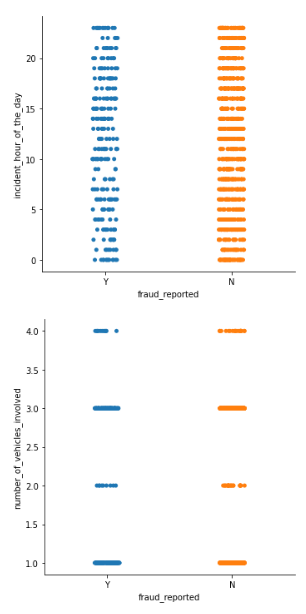 incident_hour_of_the_day
20
15
10
5
0
Y N
fraud_reported
number_of_vehicles_involved
4.0
3.5
3.0
2.5
2.0
1.5
1.0
Y N
fraud_reported